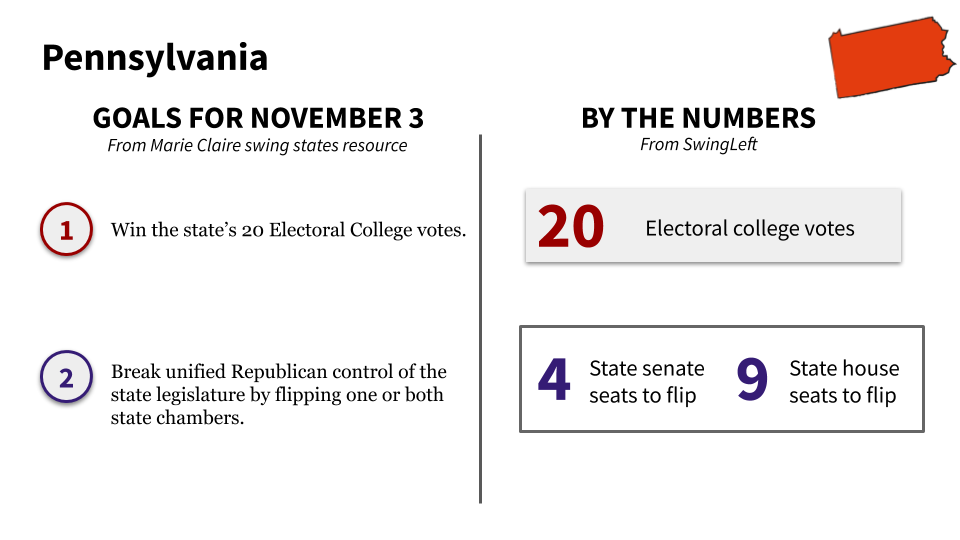 Pennsylvania
GOALS FOR NOVEMBER 3
From Marie Claire swing states resource
1
Win the state’s 20 Electoral College votes.
2
Break unified Republican control of the
state legislature by flipping one or both
state chambers.
BY THE NUMBERS
From SwingLeft
20
Electoral college votes
4
State senate
seats to flip
9
State house
seats to flip